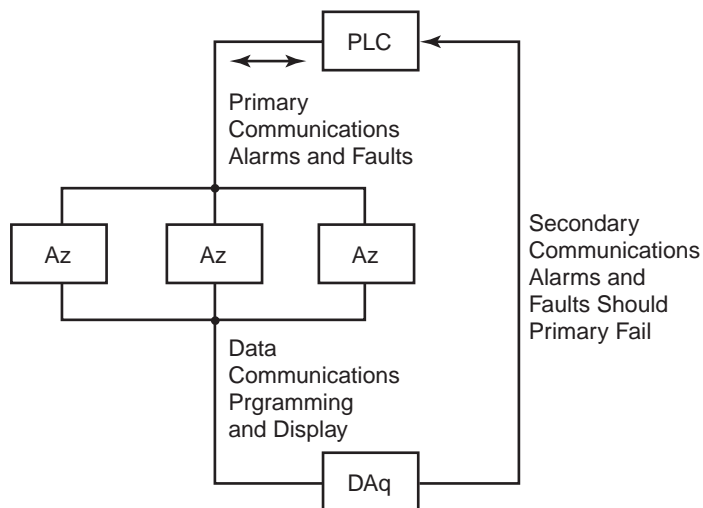 PLC
Primary
Communications
Alarms and Faults
Az
Az
Az
Secondary
Communications
Alarms and
Faults Should
Primary Fail
Data
Communications
Prgramming
and Display
DAq